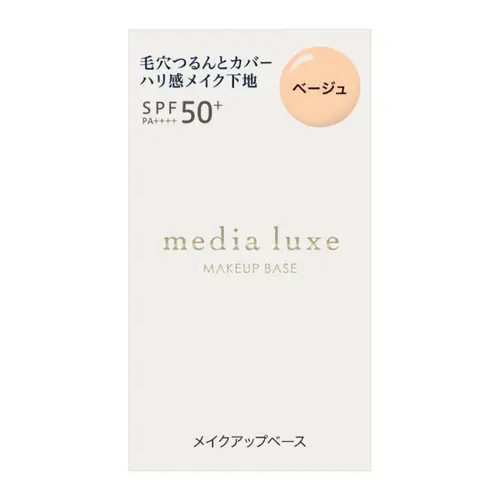 毛穴つるんとカバー
ハリ感メイク下地
SPF50+
PA++++
ベージュ
media luxe
MAKEUP BASE
メイクアップベース